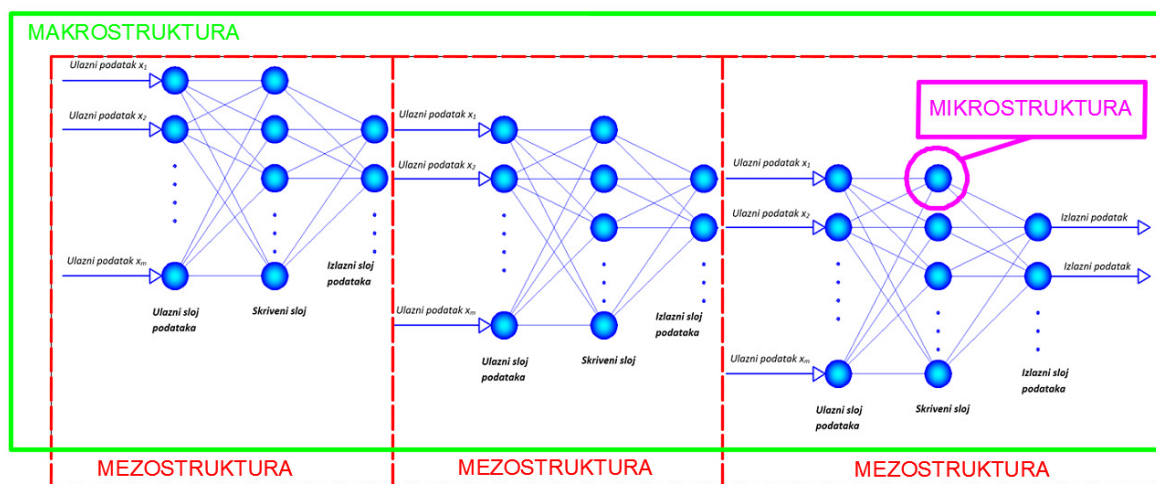 MAKROSTRUKTURA
Ulazni podatak x₁
Ulazni podatak x₂
Ulazni podatak xₘ
Ulazni sloj
podataka
Skriveni sloj
Izlazni sloj
podataka
MEZOSTRUKTURA
Ulazni podatak x₁
Ulazni podatak x₂
Ulazni podatak xₘ
Ulazni sloj
podataka
Skriveni sloj
Izlazni sloj
podataka
MEZOSTRUKTURA
MIKROSTRUKTURA
Ulazni podatak x₁
Ulazni podatak x₂
Ulazni podatak xₘ
Izlazni podatak
Izlazni podatak
Ulazni sloj
podataka
Skriveni sloj
Izlazni sloj
podataka
MEZOSTRUKTURA